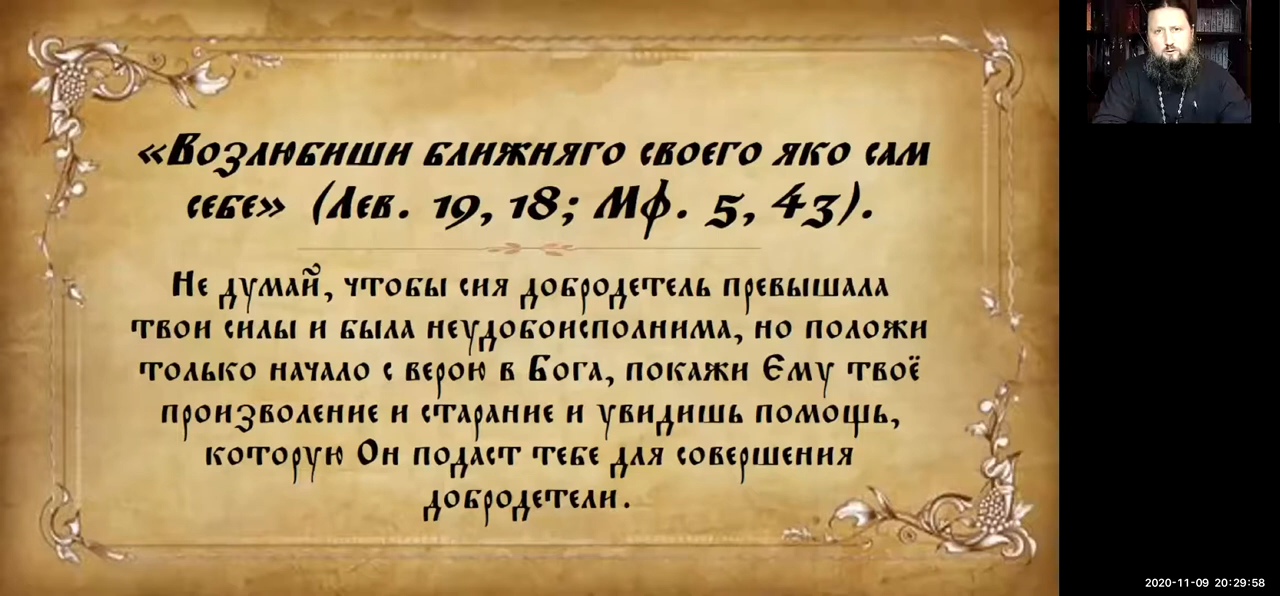 «Возлюбиши ближняго своего яко сам
себе» (Лев. 19, 18; Мф. 5, 43).
Не думай, чтобы сия добродетель превышала
твои силы и была неудобоисполнима, но положи
только начало с верою в Бога, покажи Ему твоё
произволение и старание и увидишь помощь,
которую Он подаст тебе для совершения
добродетели.
2020-11-09 20:29:58